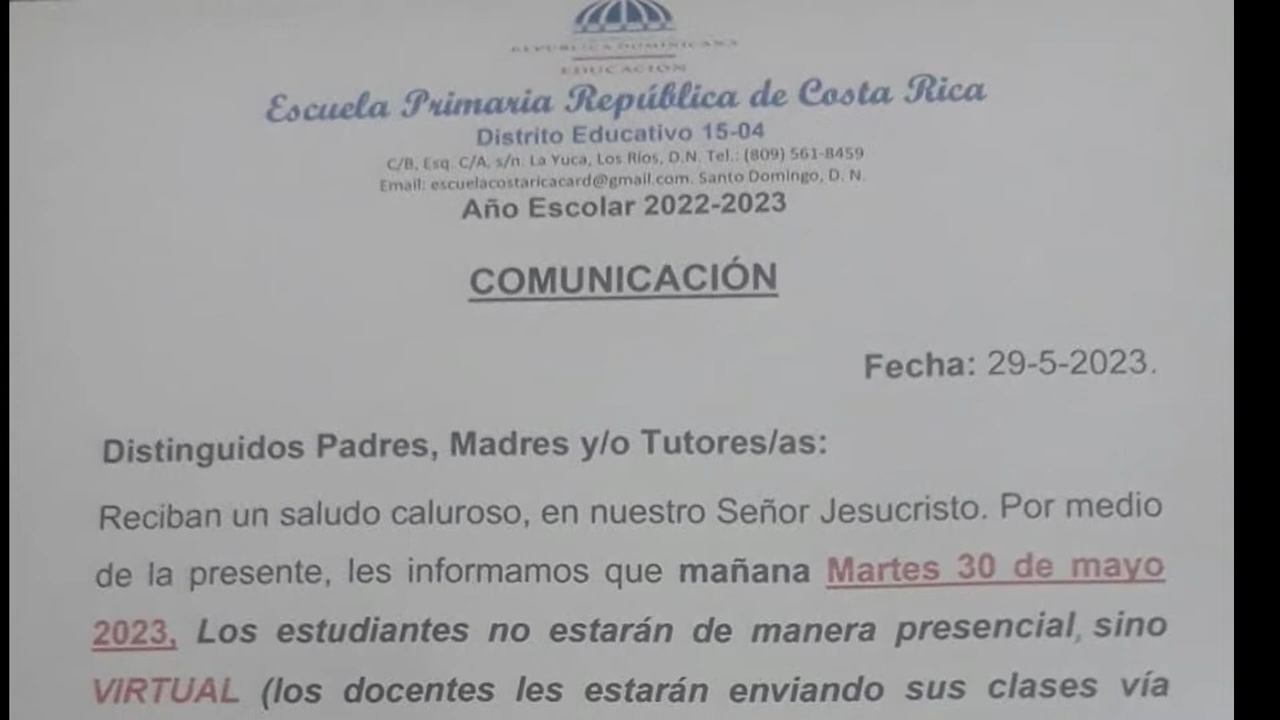 REPÚBLICA DOMINICANA
EDUCACIÓN
Escuela Primaria República de Costa Rica
Distrito Educativo 15-04
C/B, Esq. C/A, s/n. La Yuca, Los Ríos, D.N. Tel.: (809) 561-8459
Email: escuelacostaricacard@gmail.com. Santo Domingo, D. N.
Año Escolar 2022-2023
COMUNICACIÓN
Fecha: 29-5-2023.
Distinguidos Padres, Madres y/o Tutores/as:
Reciban un saludo caluroso, en nuestro Señor Jesucristo. Por medio
de la presente, les informamos que mañana Martes 30 de mayo
2023, Los estudiantes no estarán de manera presencial, sino
VIRTUAL (los docentes les estarán enviando sus clases vía